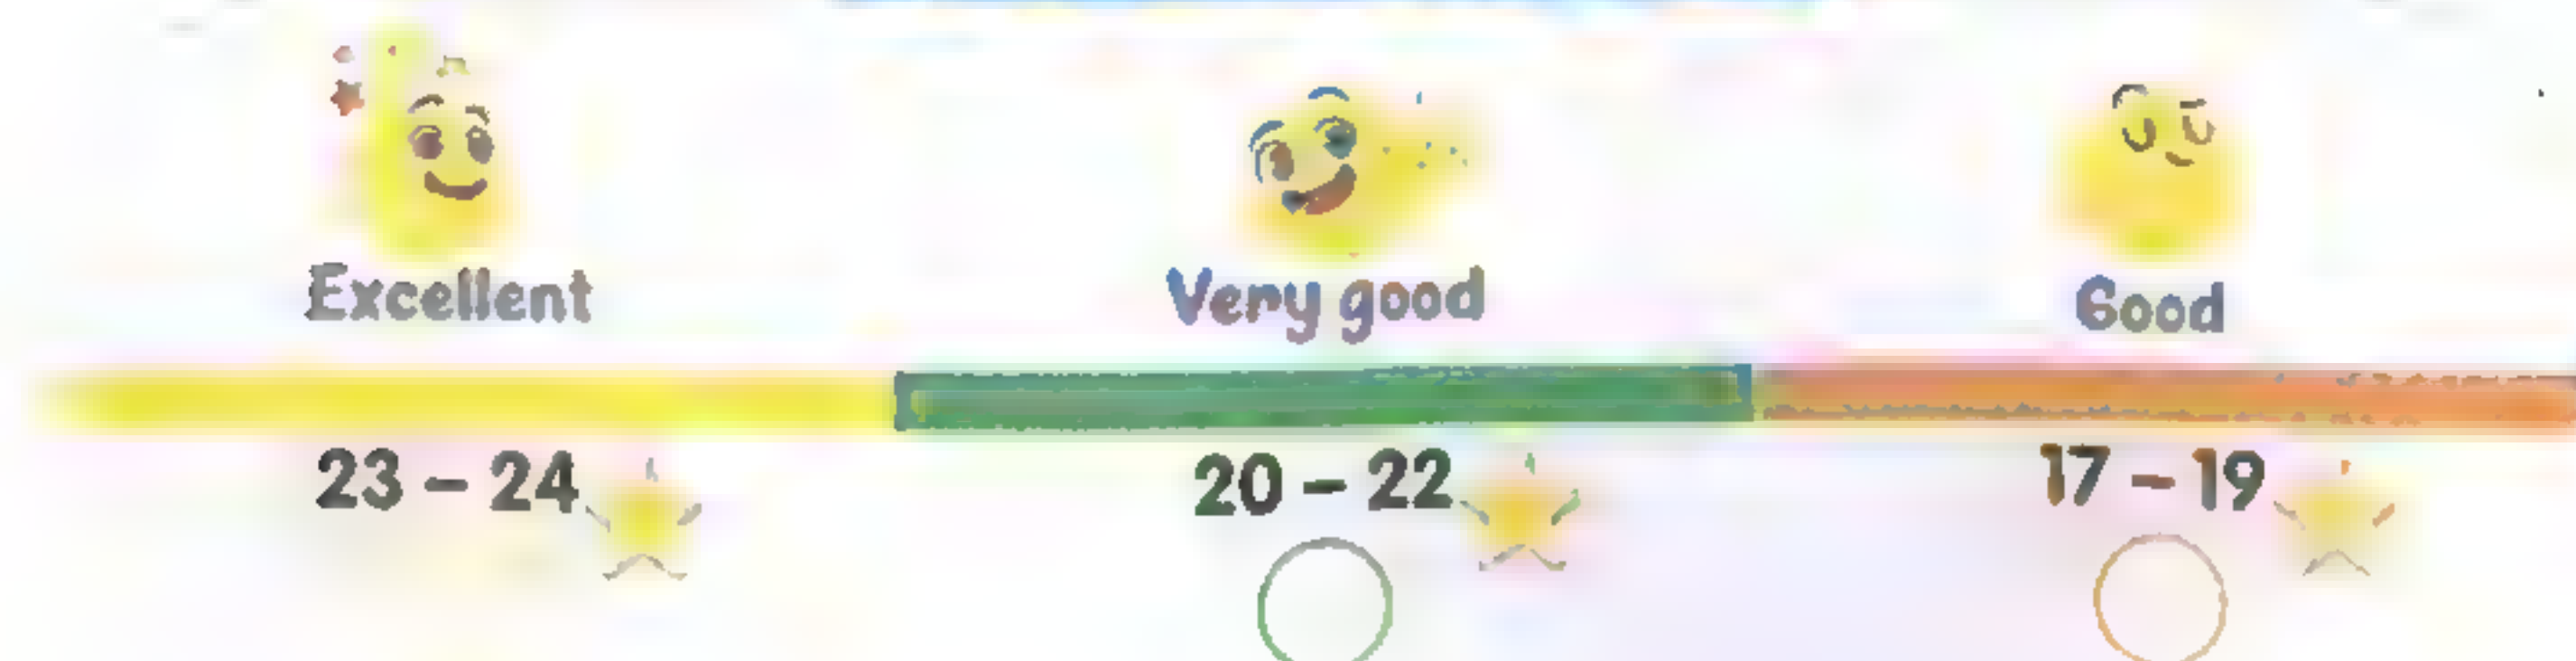 Excellent
Very good
Good
23 – 24
20 – 22
17 – 19